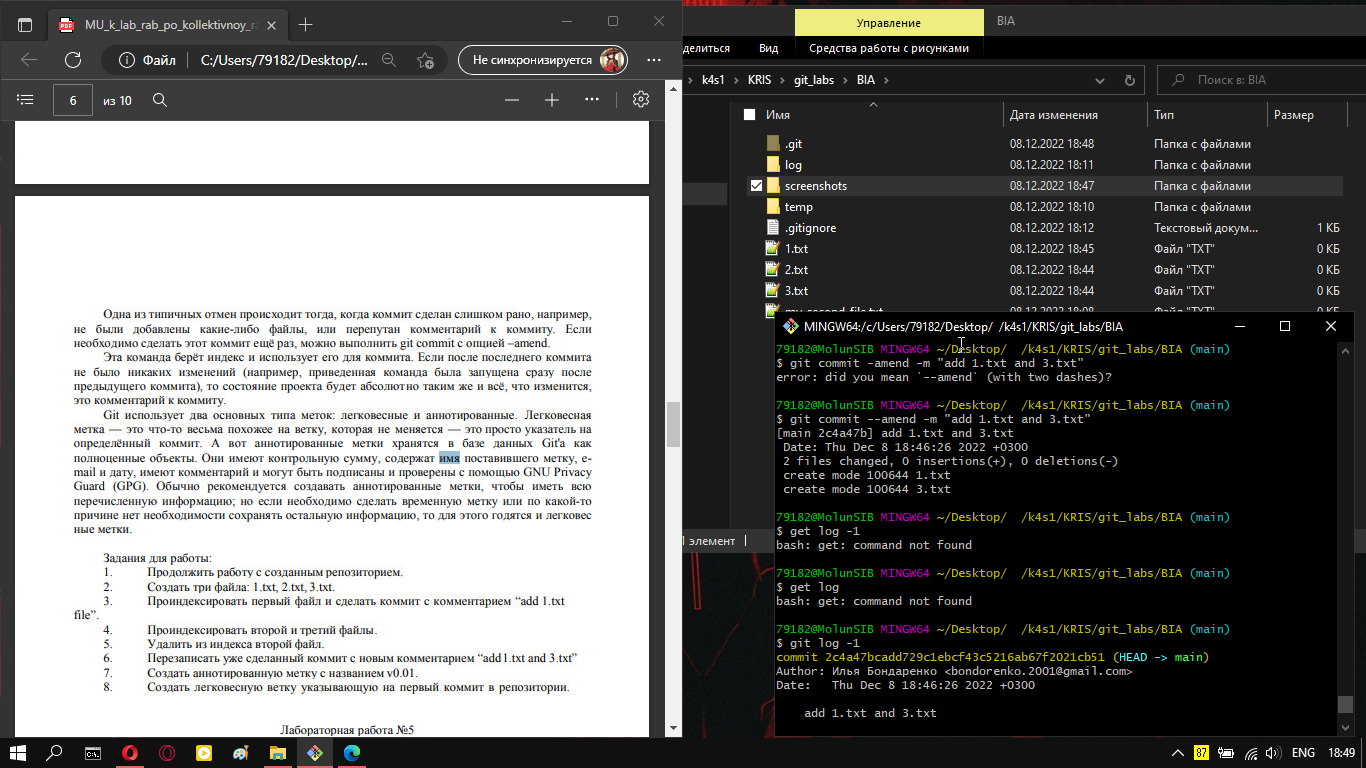 MU_k_lab_rab_po_kollektivnoy_ra
Файл
C:/Users/79182/Desktop/...
Не синхронизируется
6
из 10
Одна из типичных отмен происходит тогда, когда коммит сделан слишком рано, например,
не были добавлены какие-либо файлы, или перепутан комментарий к коммиту. Если
необходимо сделать этот коммит ещё раз, можно выполнить git commit с опцией –amend.
Эта команда берёт индекс и использует его для коммита. Если после последнего коммита
не было никаких изменений (например, приведенная команда была запущена сразу после
предыдущего коммита), то состояние проекта будет абсолютно таким же и всё, что изменится,
это комментарий к коммиту.
Git использует два основных типа меток: легковесные и аннотированные. Легковесная
метка — это что-то весьма похожее на ветку, которая не меняется — это просто указатель на
определённый коммит. А вот аннотированные метки хранятся в базе данных Git'а как
полноценные объекты. Они имеют контрольную сумму, содержат имя поставившего метку, e-
mail и дату, имеют комментарий и могут быть подписаны и проверены с помощью GNU Privacy
Guard (GPG). Обычно рекомендуется создавать аннотированные метки, чтобы иметь всю
перечисленную информацию; но если необходимо сделать временную метку или по какой-то
причине нет необходимости сохранять остальную информацию, то для этого годятся и легковес
ные метки.
Задания для работы:
1. Продолжить работу с созданным репозиторием.
2. Создать три файла: 1.txt, 2.txt, 3.txt.
3. Проиндексировать первый файл и сделать коммит с комментарием “add 1.txt
file”.
4. Проиндексировать второй и третий файлы.
5. Удалить из индекса второй файл.
6. Перезаписать уже сделанный коммит с новым комментарием “add 1.txt and 3.txt”
7. Создать аннотированную метку с названием v0.01.
8. Создать легковесную ветку указывающую на первый коммит в репозитории.
Лабораторная работа №5
Управление
BIA
делиться
Вид
Средства работы с рисунками
k4s1 > KRIS > git_labs > BIA >
Поиск в: BIA
Имя Дата изменения Тип Размер
.git 08.12.2022 18:48 Папка с файлами
log 08.12.2022 18:11 Папка с файлами
screenshots 08.12.2022 18:47 Папка с файлами
temp 08.12.2022 18:10 Папка с файлами
.gitignore 08.12.2022 18:12 Текстовый докум... 1 КБ
1.txt 08.12.2022 18:45 Файл "TXT" 0 КБ
2.txt 08.12.2022 18:44 Файл "TXT" 0 КБ
3.txt 08.12.2022 18:44 Файл "TXT" 0 КБ
1 элемент
MINGW64:/c/Users/79182/Desktop/ /k4s1/KRIS/git_labs/BIA
79182@MolunSIB MINGW64 ~/Desktop/ /k4s1/KRIS/git_labs/BIA (main)
$ git commit -amend -m "add 1.txt and 3.txt"
error: did you mean `--amend` (with two dashes)?
79182@MolunSIB MINGW64 ~/Desktop/ /k4s1/KRIS/git_labs/BIA (main)
$ git commit --amend -m "add 1.txt and 3.txt"
[main 2c4a47b] add 1.txt and 3.txt
Date: Thu Dec 8 18:46:26 2022 +0300
2 files changed, 0 insertions(+), 0 deletions(-)
create mode 100644 1.txt
create mode 100644 3.txt
79182@MolunSIB MINGW64 ~/Desktop/ /k4s1/KRIS/git_labs/BIA (main)
$ get log -1
bash: get: command not found
79182@MolunSIB MINGW64 ~/Desktop/ /k4s1/KRIS/git_labs/BIA (main)
$ get log
bash: get: command not found
79182@MolunSIB MINGW64 ~/Desktop/ /k4s1/KRIS/git_labs/BIA (main)
$ git log -1
commit 2c4a47bcadd729c1ebcf43c5216ab67f2021cb51 (HEAD -> main)
Author: Илья Бондаренко <bondorenko.2001@gmail.com>
Date: Thu Dec 8 18:46:26 2022 +0300
add 1.txt and 3.txt
87
ENG
18:49